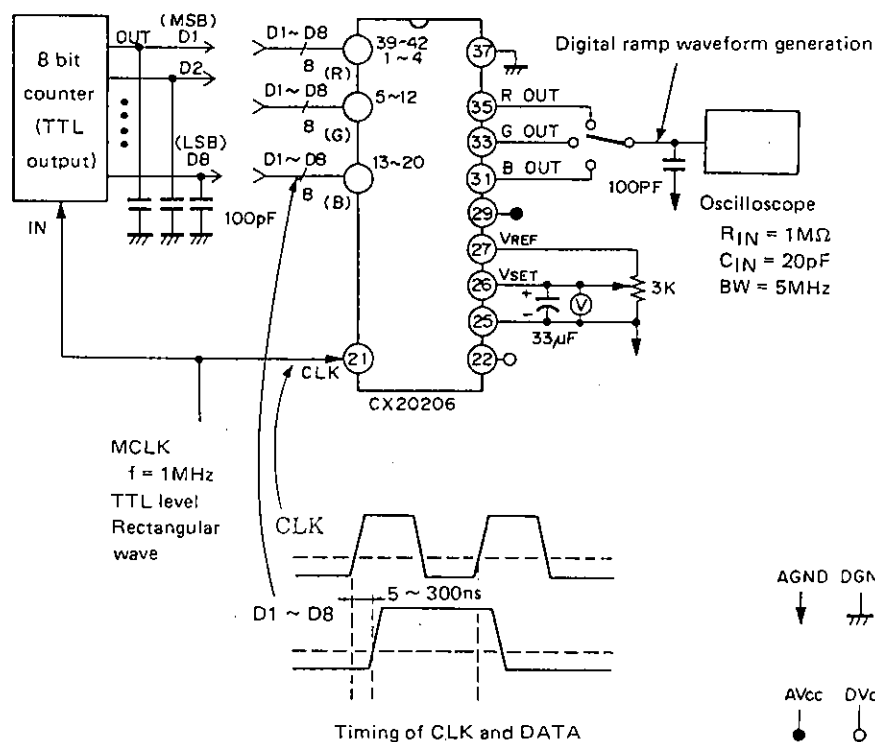 8 bit
counter
(TTL
output)
OUT
(MSB)
D1
D2
(LSB)
D8
IN
100pF
D1~D8
8
(R)
D1~D8
8
(G)
D1~D8
8
(B)
39~42
1~4
5~12
13~20
21
CLK
CX20206
37
35
R OUT
33
G OUT
31
B OUT
29
27
VREF
26
VSET
25
22
+
-
33μF
V
3K
Digital ramp waveform generation
100PF
Oscilloscope
RIN = 1MΩ
CIN = 20pF
BW = 5MHz
MCLK
f = 1MHz
TTL level
Rectangular
wave
CLK
5 ~ 300ns
D1 ~ D8
Timing of CLK and DATA
AGND
DGN
AVcc
DVc